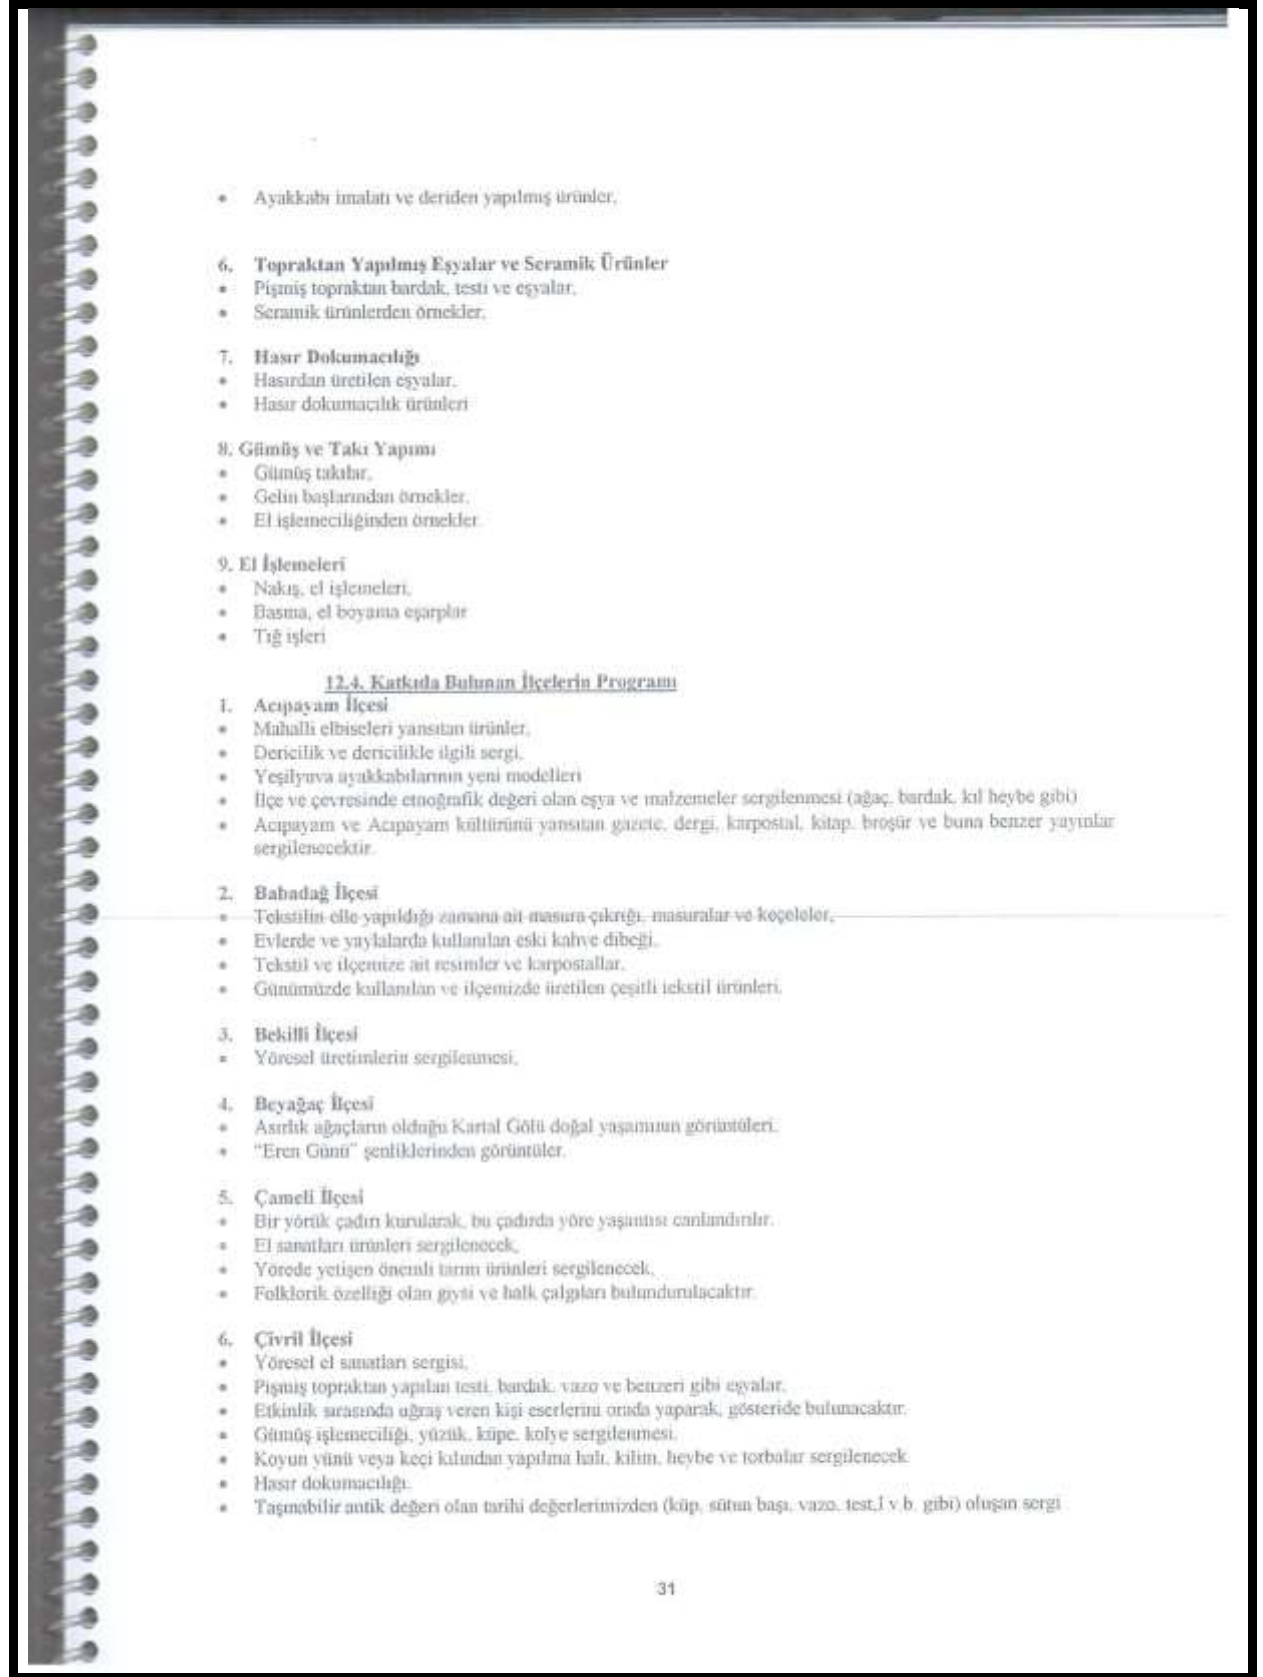 • Ayakkabı imalatı ve deriden yapılmış ürünler,
6. Topraktan Yapılmış Eşyalar ve Seramik Ürünler
• Pişmiş topraktan bardak, testi ve eşyalar,
• Seramik ürünlerden örnekler,
7. Hasır Dokumacılığı
• Hasırdan üretilen eşyalar,
• Hasır dokumacılık ürünleri
8. Gümüş ve Takı Yapımı
• Gümüş takılar,
• Gelin başlarından örnekler,
• El işlemeciliğinden örnekler.
9. El İşlemeleri
• Nakış, el işlemeleri,
• Basma, el boyama eşarplar
• Tığ işleri
12.4. Katkıda Bulunan İlçelerin Programı
1. Acıpayam İlçesi
• Mahalli elbiseleri yansıtan ürünler,
• Dericilik ve dericilikle ilgili sergi,
• Yeşilyuva ayakkabılarının yeni modelleri
• İlçe ve çevresinde etnoğrafik değeri olan eşya ve malzemeler sergilenmesi (ağaç, bardak, kıl heybe gibi)
• Acıpayam ve Acıpayam kültürünü yansıtan gazete, dergi, karpostal, kitap, broşür ve buna benzer yayınlar
sergilenecektir.
2. Babadağ İlçesi
• Tekstilin elle yapıldığı zamana ait masura çıkrığı, masuralar ve keçeleler,
• Evlerde ve yaylalarda kullanılan eski kahve dibeği,
• Tekstil ve ilçemize ait resimler ve karpostallar,
• Günümüzde kullanılan ve ilçemizde üretilen çeşitli tekstil ürünleri.
3. Bekilli İlçesi
• Yöresel üretimlerin sergilenmesi,
4. Beyağaç İlçesi
• Asırlık ağaçların olduğu Kartal Gölü doğal yaşamının görüntüleri,
• “Eren Günü” şenliklerinden görüntüler.
5. Çameli İlçesi
• Bir yörük çadırı kurularak, bu çadırda yöre yaşantısı canlandırılır.
• El sanatları ürünleri sergilenecek,
• Yörede yetişen önemli tarım ürünleri sergilenecek,
• Folklorik özelliği olan giysi ve halk çalgıları bulundurulacaktır.
6. Çivril İlçesi
• Yöresel el sanatları sergisi,
• Pişmiş topraktan yapılan testi, bardak, vazo ve benzeri gibi eşyalar,
• Etkinlik sırasında uğraş veren kişi eserlerini orada yaparak, gösteride bulunacaktır.
• Gümüş işlemeciliği, yüzük, küpe, kolye sergilenmesi,
• Koyun yünü veya keçi kılından yapılma halı, kilim, heybe ve torbalar sergilenecek
• Hasır dokumacılığı.
• Taşınabilir antik değeri olan tarihi değerlerimizden (küp, sütun başı, vazo, test,İ v.b. gibi) oluşan sergi
31